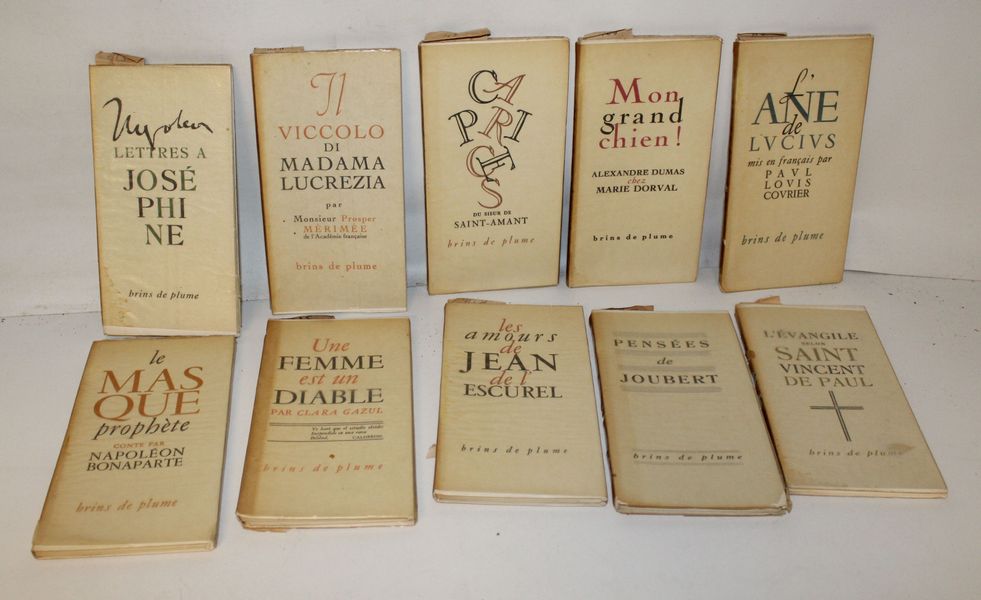 Napoleon
LETTRES A
JOSÉ
PHI
NE
brins de plume
Il
VICCOLO
DI
MADAMA
LUCREZIA
par
Monsieur Prosper
MÉRIMÉE
de l'Académie française
brins de plume
CAPRICES
DU SIEUR DE
SAINT-AMANT
brins de plume
Mon
grand
chien !
ALEXANDRE DUMAS
chez
MARIE DORVAL
brins de plume
L'
ANE
de
LVCIVS
mis en français par
PAVL
LOVIS
COVRIER
brins de plume
le
MAS
QUE
prophète
CONTE PAR
NAPOLÉON
BONAPARTE
brins de plume
Une
FEMME
est un
DIABLE
PAR CLARA GAZUL
brins de plume
les
amours
de
JEAN
de l'
ESCUREL
brins de plume
PENSÉES
de
JOUBERT
brins de plume
L'ÉVANGILE
SELON
SAINT
VINCENT
DE PAUL
brins de plume